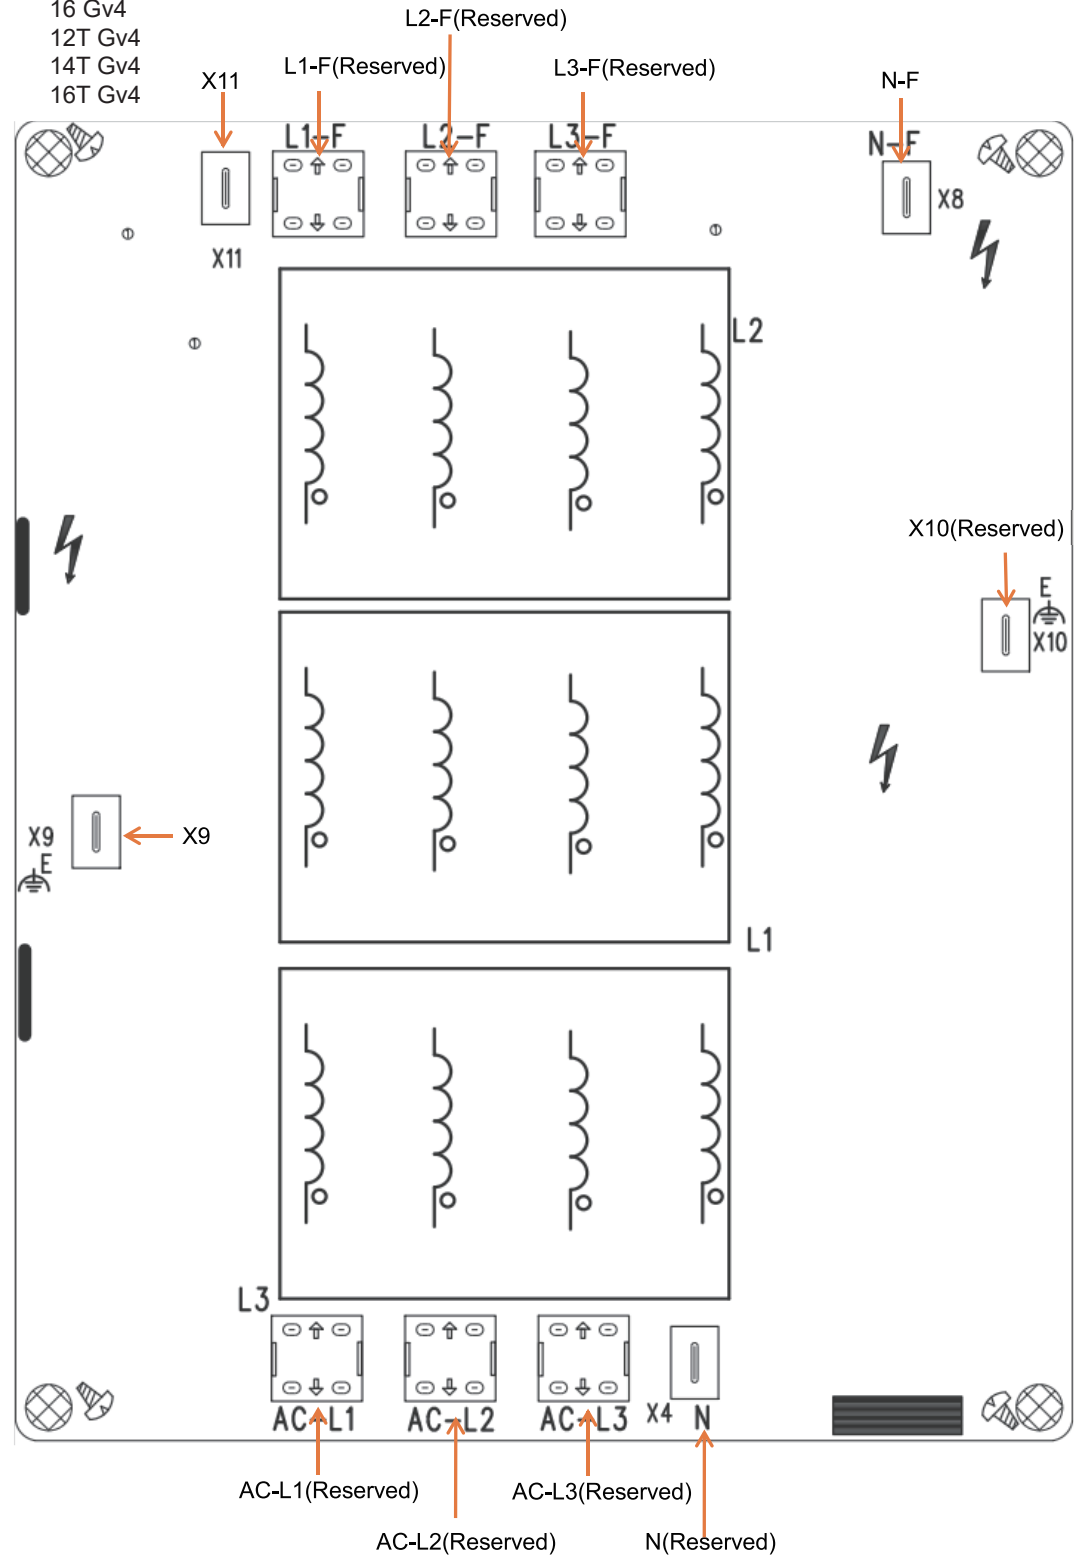 16 Gv4
12T Gv4
14T Gv4
16T Gv4
L2-F(Reserved)
L1-F(Reserved)
L3-F(Reserved)
X11
N-F
L1-F
L2-F
L3-F
N-F
X8
X11
L2
X10(Reserved)
E
X10
X9
X9
E
L1
L3
AC-L1
AC-L2
AC-L3
X4
N
AC-L1(Reserved)
AC-L3(Reserved)
AC-L2(Reserved)
N(Reserved)